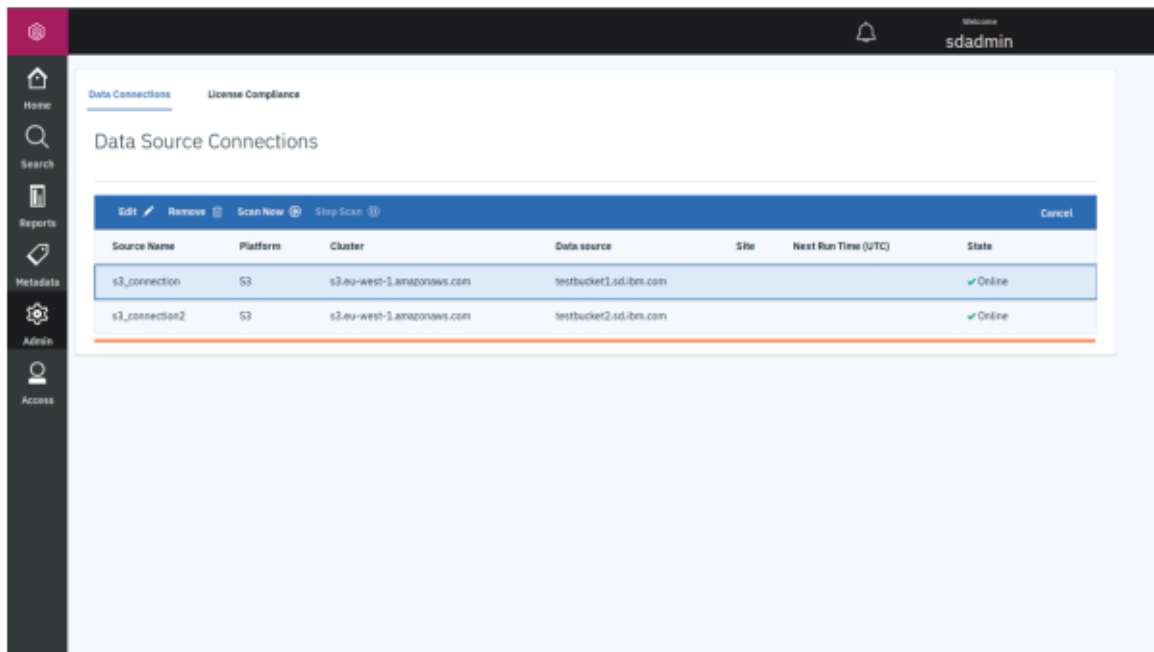 Welcome
sdadmin
Home
Search
Reports
Metadata
Admin
Access
Data Connections License Compliance
Data Source Connections
Edit Remove Scan Now Stop Scan Cancel
Source Name Platform Cluster Data source Site Next Run Time (UTC) State
s3_connection S3 s3.eu-west-1.amazonaws.com testbucket1.sd.ibm.com Online
s3_connection2 S3 s3.eu-west-1.amazonaws.com testbucket2.sd.ibm.com Online